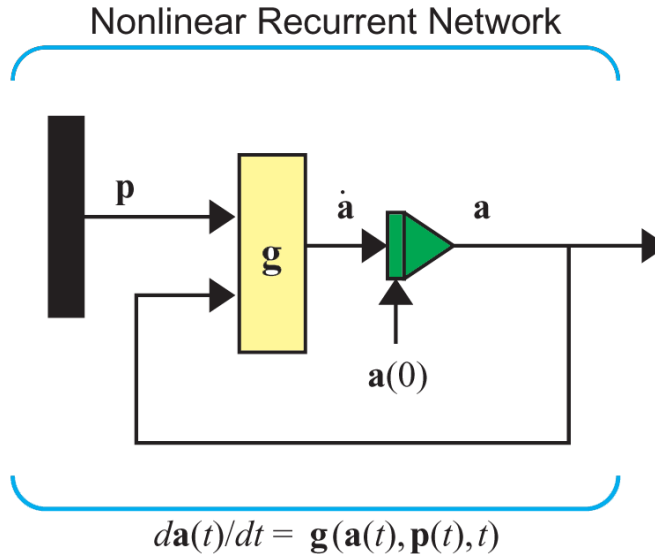 Nonlinear Recurrent Network
p
g
ȧ
a
a(0)
da(t)/dt = g(a(t),p(t),t)